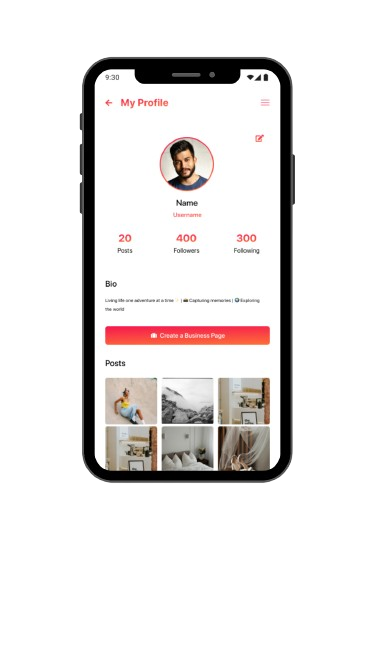 9:30
My Profile
Name
Username
20 400 300
Posts Followers Following
Bio
Living life one adventure at a time ✨ | 📸 Capturing memories | 🌍 Exploring
the world
Create a Business Page
Posts